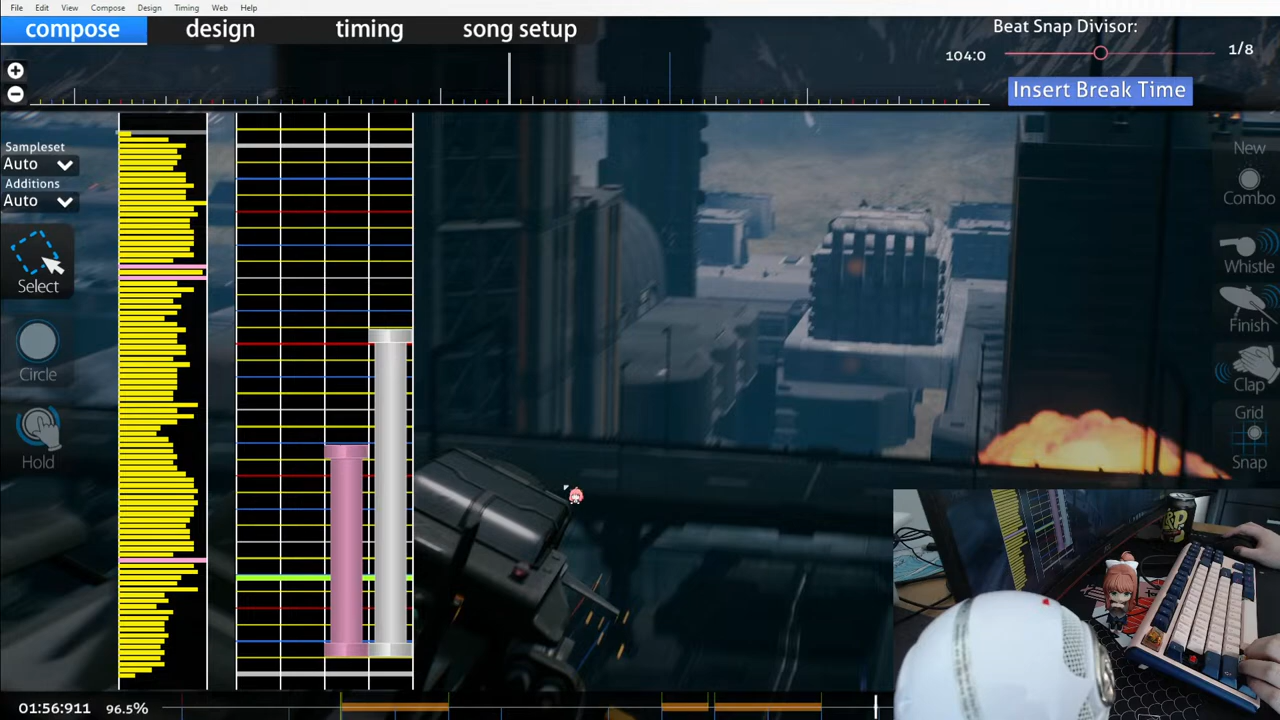 File Edit View Compose Design Timing Web Help
compose design timing song setup
Beat Snap Divisor:
104:0 1/8
Insert Break Time
Sampleset
Auto
Additions
Auto
Select
Circle
Hold
New
Combo
Whistle
Finish
Clap
Grid
Snap
01:56:911 96.5%